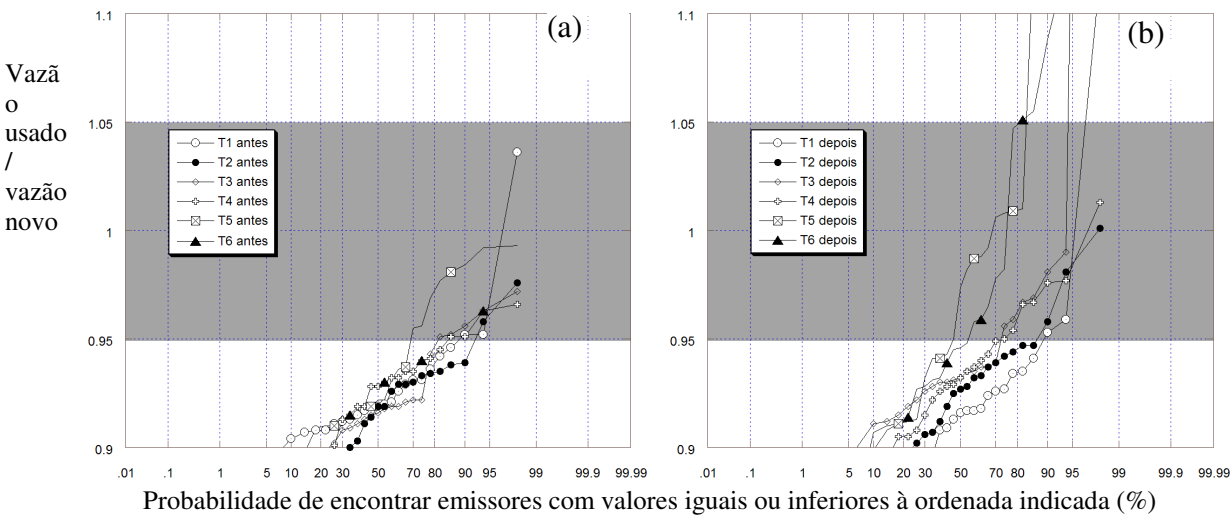 Vazã
o
usado
/
vazão
novo
(a)
1.1
1.05
1
0.95
0.9
T1 antes
T2 antes
T3 antes
T4 antes
T5 antes
T6 antes
.01 .1 1 5 10 20 30 50 70 80 90 95 99 99.9 99.99
(b)
1.1
1.05
1
0.95
0.9
T1 depois
T2 depois
T3 depois
T4 depois
T5 depois
T6 depois
.01 .1 1 5 10 20 30 50 70 80 90 95 99 99.9 99.99
Probabilidade de encontrar emissores com valores iguais ou inferiores à ordenada indicada (%)